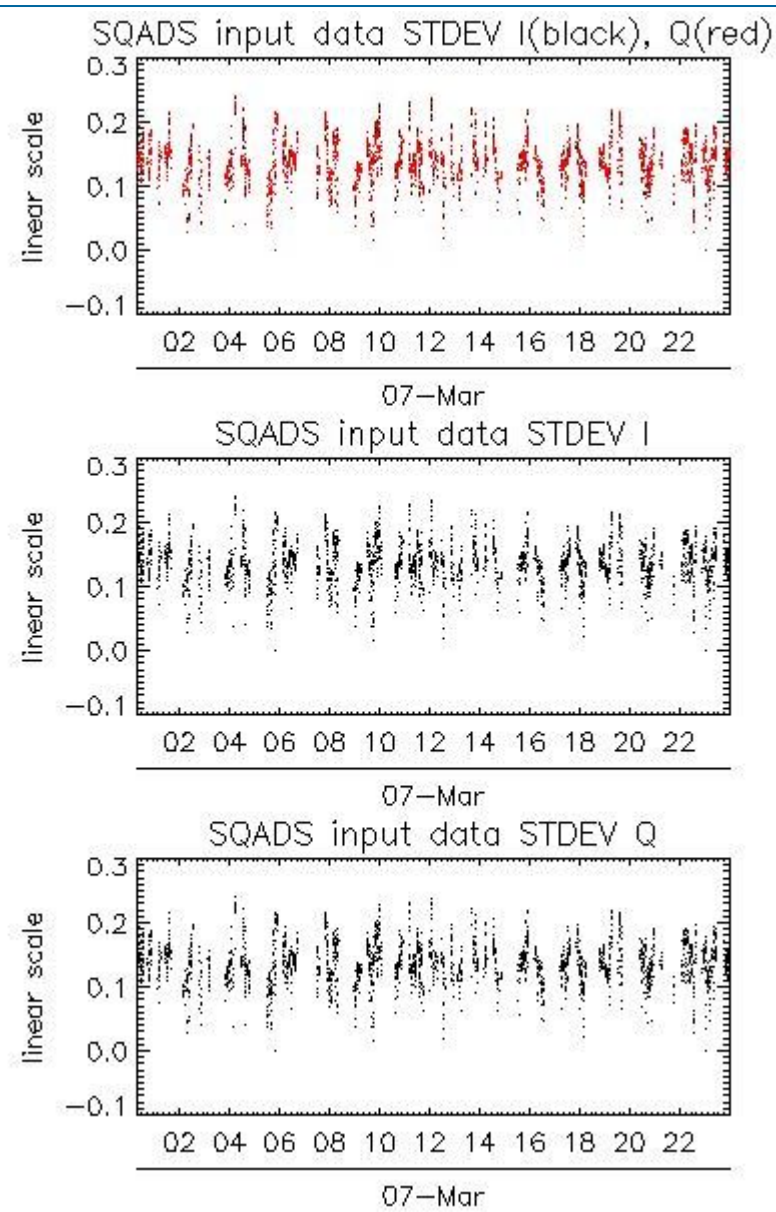 SQADS input data STDEV I(black), Q(red)
0.3
0.2
0.1
0.0
−0.1
linear scale
02 04 06 08 10 12 14 16 18 20 22
07−Mar
SQADS input data STDEV I
0.3
0.2
0.1
0.0
−0.1
linear scale
02 04 06 08 10 12 14 16 18 20 22
07−Mar
SQADS input data STDEV Q
0.3
0.2
0.1
0.0
−0.1
linear scale
02 04 06 08 10 12 14 16 18 20 22
07−Mar